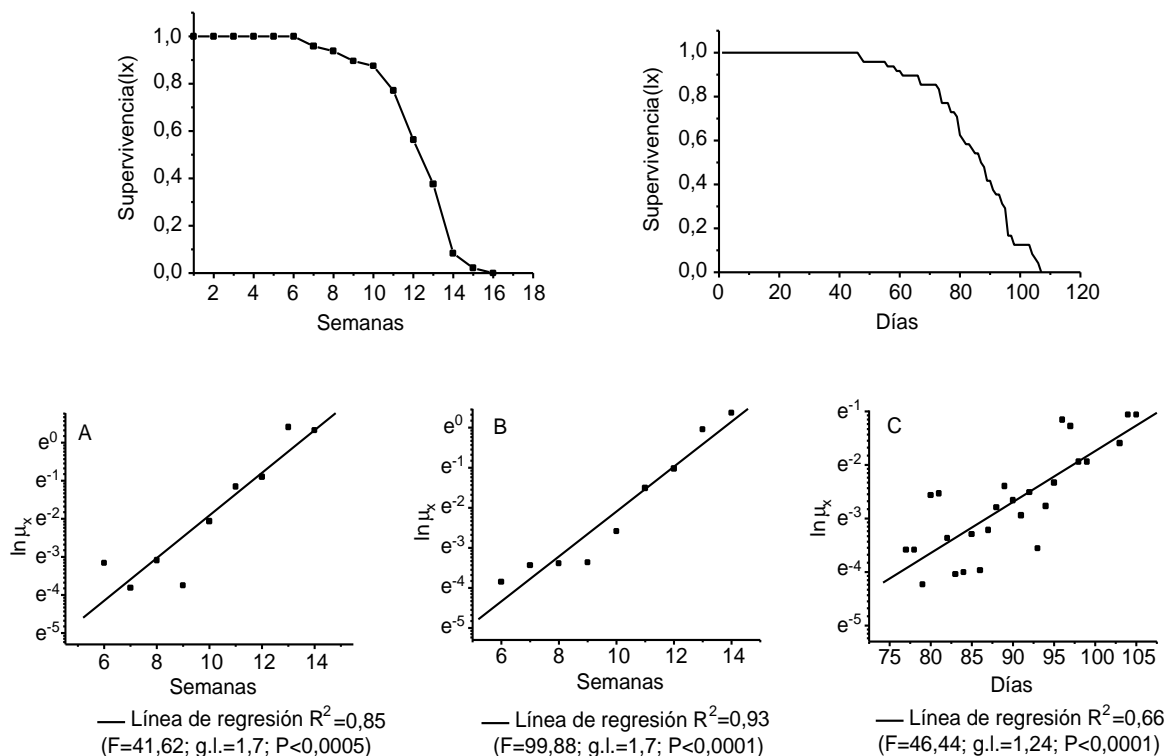 Supervivencia(lx)
1,0
0,8
0,6
0,4
0,2
0,0
2 4 6 8 10 12 14 16 18
Semanas
Supervivencia(lx)
1,0
0,8
0,6
0,4
0,2
0,0
0 20 40 60 80 100 120
Días
A
ln μx
e^0
e^-1
e^-2
e^-3
e^-4
e^-5
6 8 10 12 14
Semanas
Línea de regresión R²=0,85
(F=41,62; g.l.=1,7; P<0,0005)
B
ln μx
e^0
e^-1
e^-2
e^-3
e^-4
e^-5
6 8 10 12 14
Semanas
Línea de regresión R²=0,93
(F=99,88; g.l.=1,7; P<0,0001)
C
ln μx
e^-1
e^-2
e^-3
e^-4
e^-5
75 80 85 90 95 100 105
Días
Línea de regresión R²=0,66
(F=46,44; g.l.=1,24; P<0,0001)